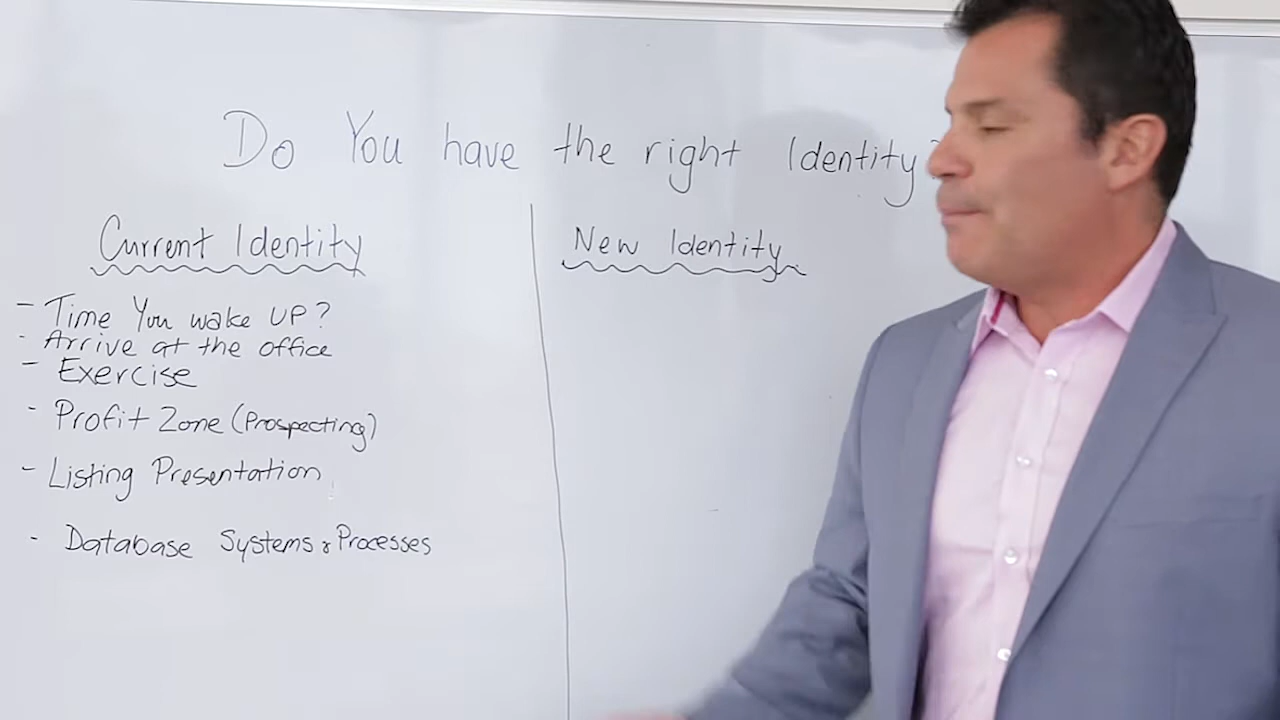 Do You have the right Identity?
Current Identity
- Time You wake UP?
- Arrive at the office
- Exercise
- Profit Zone (Prospecting)
- Listing Presentation
- Database Systems & Processes
New Identity